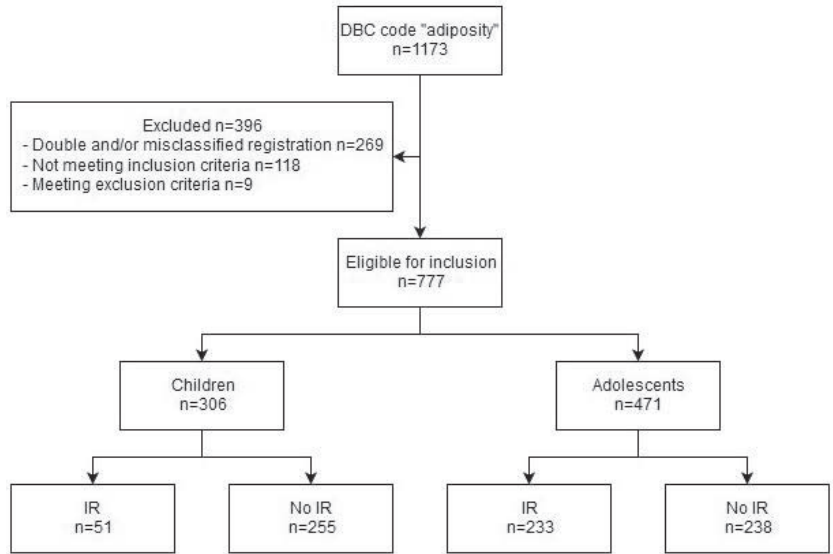 DBC code "adiposity"
n=1173
Excluded n=396
- Double and/or misclassified registration n=269
- Not meeting inclusion criteria n=118
- Meeting exclusion criteria n=9
Eligible for inclusion
n=777
Children
n=306
Adolescents
n=471
IR
n=51
No IR
n=255
IR
n=233
No IR
n=238